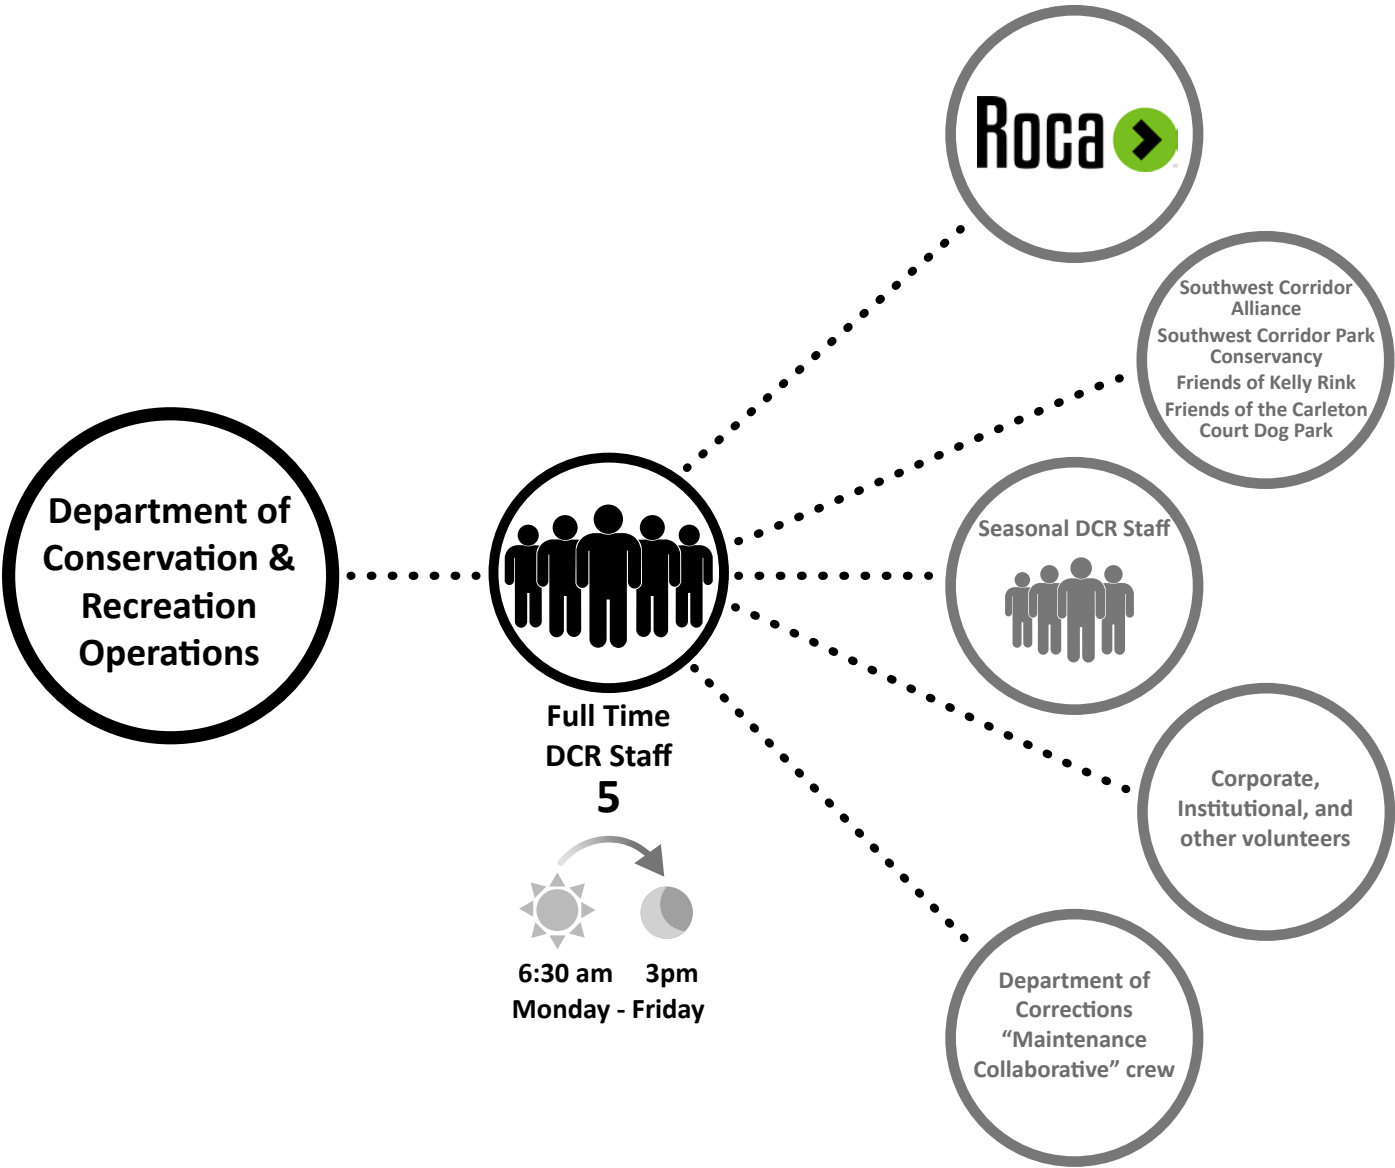 Roca
Southwest Corridor
Alliance
Southwest Corridor Park
Conservancy
Friends of Kelly Rink
Friends of the Carleton
Court Dog Park
Department of
Conservation &
Recreation
Operations
Seasonal DCR Staff
Full Time
DCR Staff
5
Corporate,
Institutional, and
other volunteers
6:30 am 3pm
Monday - Friday
Department of
Corrections
“Maintenance
Collaborative” crew